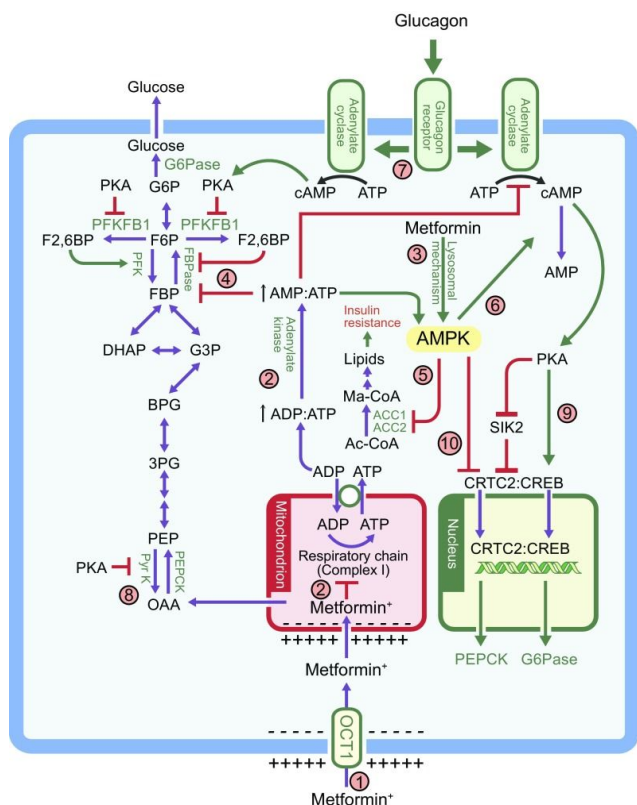 Glucagon
Glucose
Adenylate cyclase
Glucagon receptor
Adenylate cyclase
Glucose
G6Pase
7
PKA
G6P
PKA
cAMP
ATP
ATP
cAMP
PFKFB1
PFKFB1
Metformin
F2,6BP
F6P
F2,6BP
3
Lysosomal mechanism
AMP
PFK
FBPase
4
6
FBP
↑AMP:ATP
Insulin resistance
AMPK
Adenylate kinase
DHAP
G3P
Lipids
PKA
2
5
Ma-CoA
9
BPG
↑ADP:ATP
ACC1
ACC2
10
SIK2
Ac-CoA
3PG
ADP
ATP
CRTC2:CREB
Mitochondrion
Nucleus
PEP
ADP
ATP
CRTC2:CREB
PKA
Pyr K
PEPCK
Respiratory chain
(Complex I)
8
2
OAA
Metformin+
- - - - - - - - - -
+++++ +++++
PEPCK
G6Pase
Metformin+
- - - - - - - - - -
OCT1
+++++ +++++
1
Metformin+